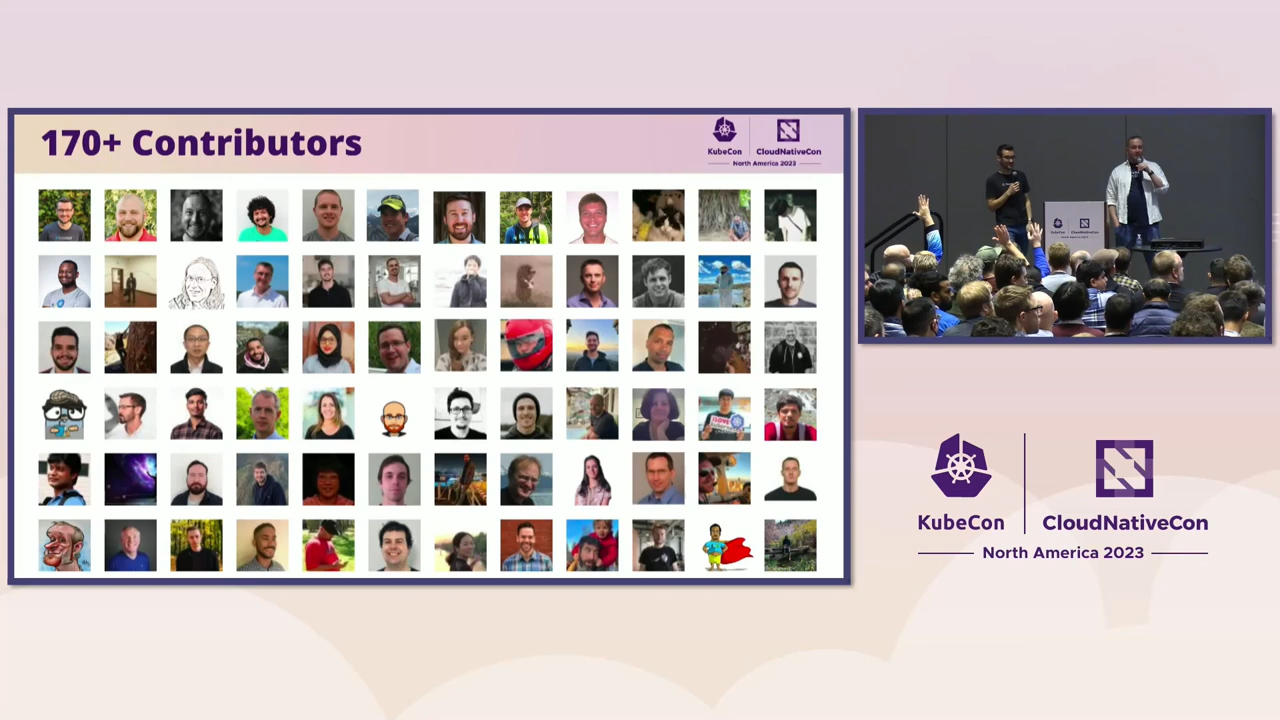 170+ Contributors
KubeCon
CloudNativeCon
North America 2023
KubeCon
CloudNativeCon
North America 2023